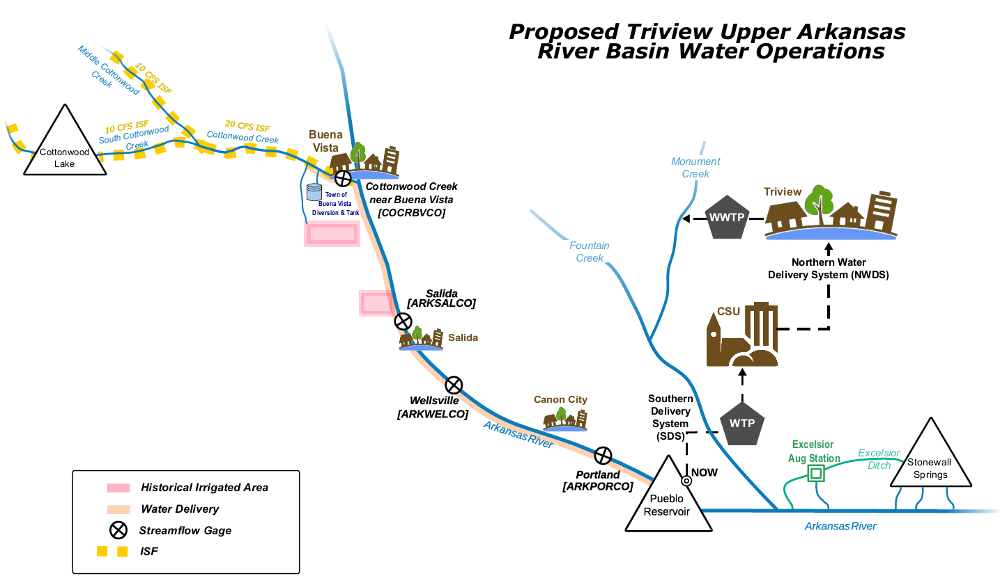 Proposed Triview Upper Arkansas
River Basin Water Operations
Middle Cottonwood
Creek
10 CFS ISF
10 CFS ISF
South Cottonwood
Creek
20 CFS ISF
Cottonwood Creek
Cottonwood
Lake
Buena
Vista
Town of
Buena Vista
Diversion & Tank
Cottonwood Creek
near Buena Vista
[COCRBVCO]
Salida
[ARKSALCO]
Salida
Wellsville
[ARKWELCO]
Arkansas River
Canon City
Portland
[ARKPORCO]
Pueblo
Reservoir
NOW
Southern
Delivery
System
(SDS)
WTP
CSU
Northern Water
Delivery System (NWDS)
Triview
WWTP
Monument
Creek
Fountain
Creek
Excelsior
Aug Station
Excelsior
Ditch
Stonewall
Springs
Arkansas River
Historical Irrigated Area
Water Delivery
Streamflow Gage
ISF